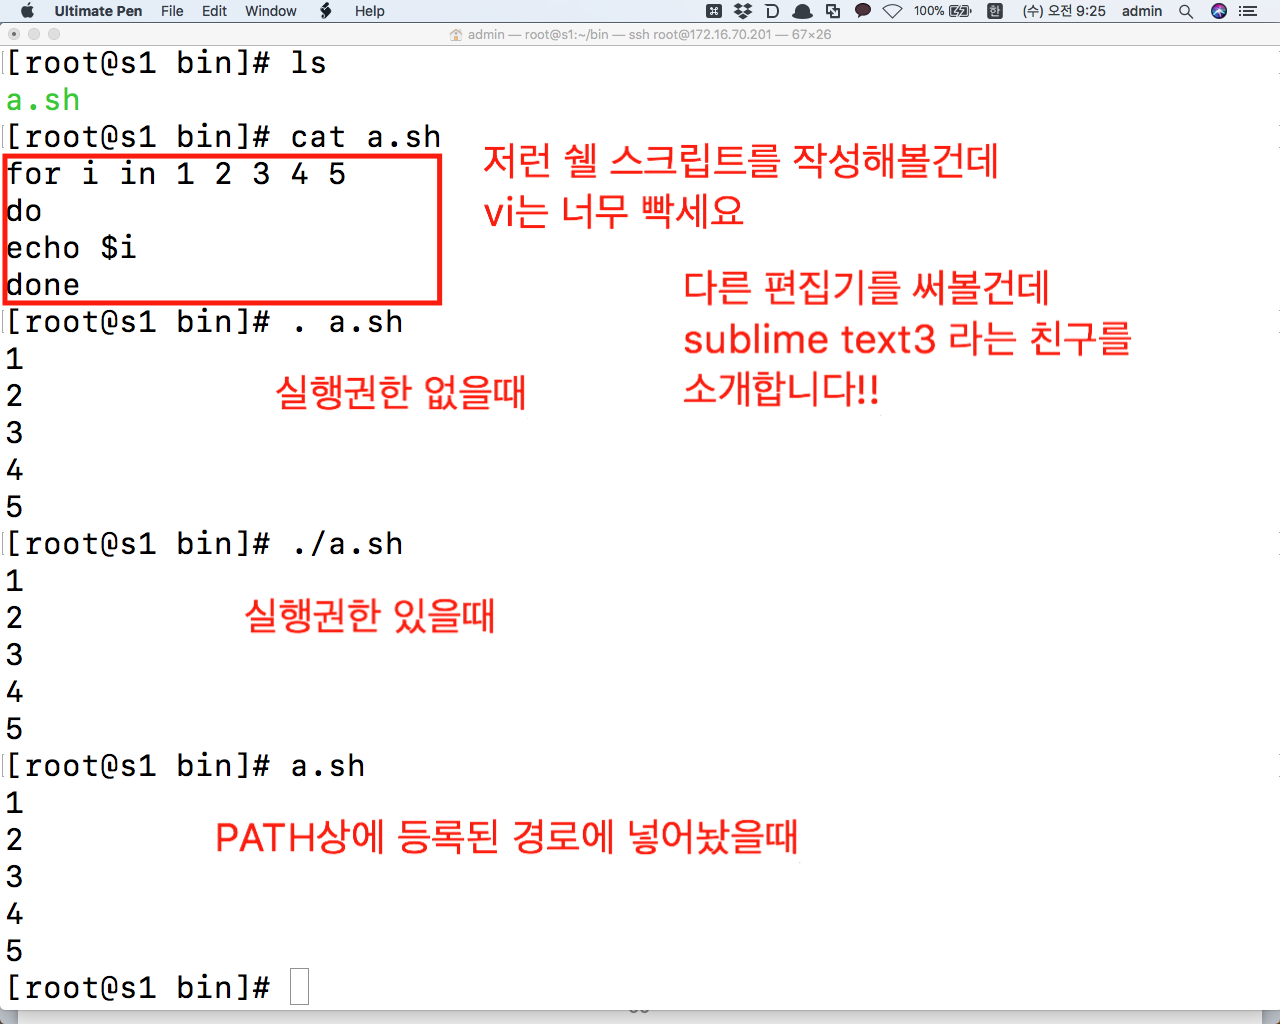 Ultimate Pen File Edit Window Help 100% 한 (수) 오전 9:25 admin
admin — root@s1:~/bin — ssh root@172.16.70.201 — 67×26
[root@s1 bin]# ls
a.sh
[root@s1 bin]# cat a.sh
for i in 1 2 3 4 5
do
echo $i
done
저런 쉘 스크립트를 작성해볼건데
vi는 너무 빡세요
다른 편집기를 써볼건데
sublime text3 라는 친구를
소개합니다!!
[root@s1 bin]# . a.sh
1
2
3
4
5
실행권한 없을때
[root@s1 bin]# ./a.sh
1
2
3
4
5
실행권한 있을때
[root@s1 bin]# a.sh
1
2
3
4
5
PATH상에 등록된 경로에 넣어놨을때
[root@s1 bin]#